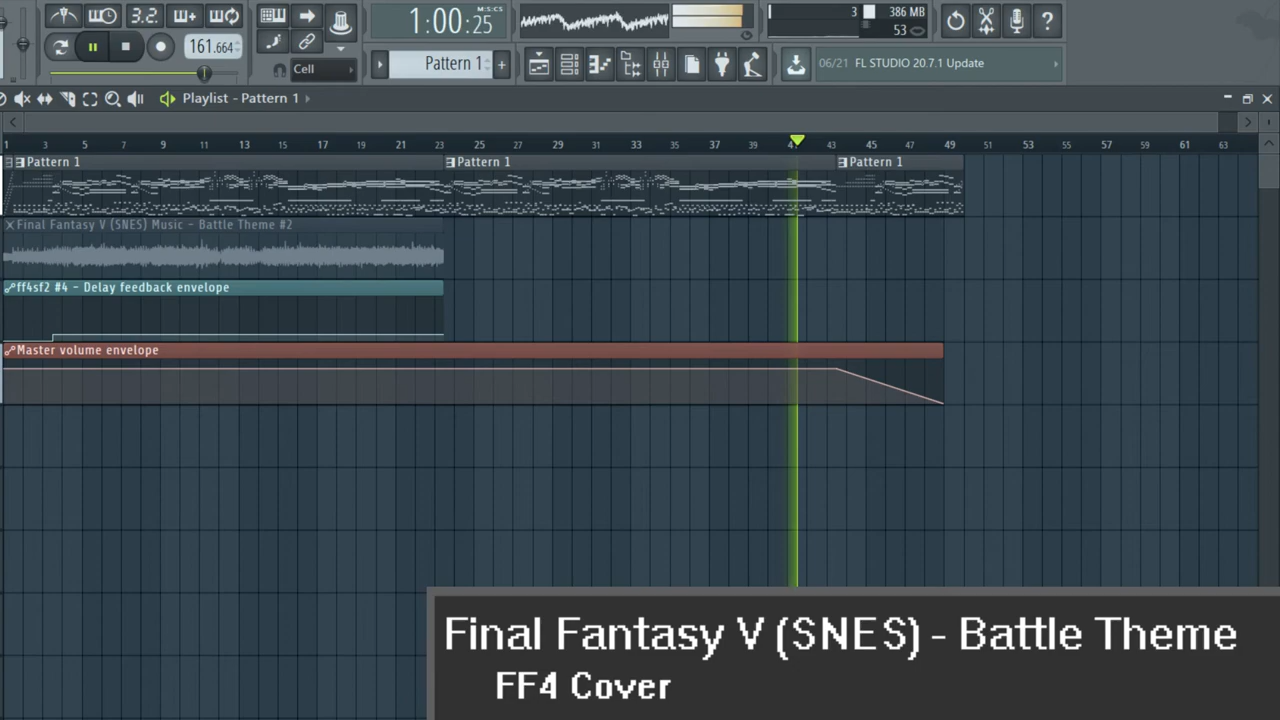 3.2.
1:00:25
M:S:CS
3
386 MB
53
161.664
Cell
Pattern 1
06/21 FL STUDIO 20.7.1 Update
Playlist - Pattern 1
1 3 5 7 9 11 13 15 17 19 21 23 25 27 29 31 33 35 37 39 43 45 47 49 51 53 55 57 59 61 63
Pattern 1 Pattern 1 Pattern 1
Final Fantasy V (SNES) Music - Battle Theme #2
ff4sf2 #4 - Delay feedback envelope
Master volume envelope
Final Fantasy V (SNES) - Battle Theme
FF4 Cover